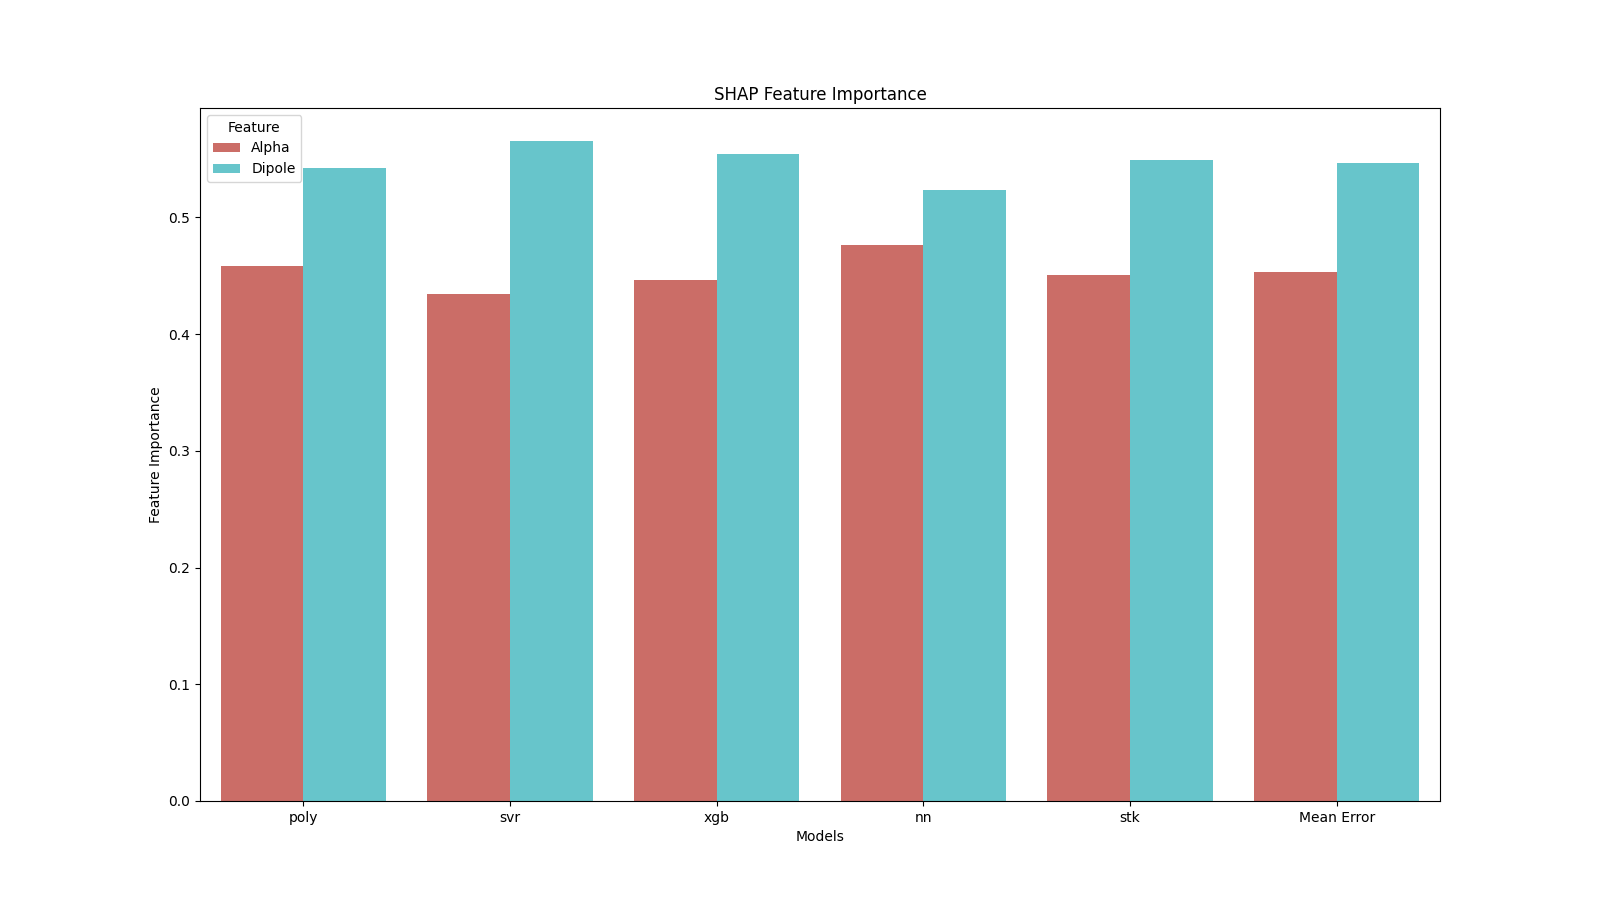 SHAP Feature Importance
Feature
Alpha
Dipole
0.5
0.4
0.3
0.2
0.1
0.0
Feature Importance
poly svr xgb nn stk Mean Error
Models